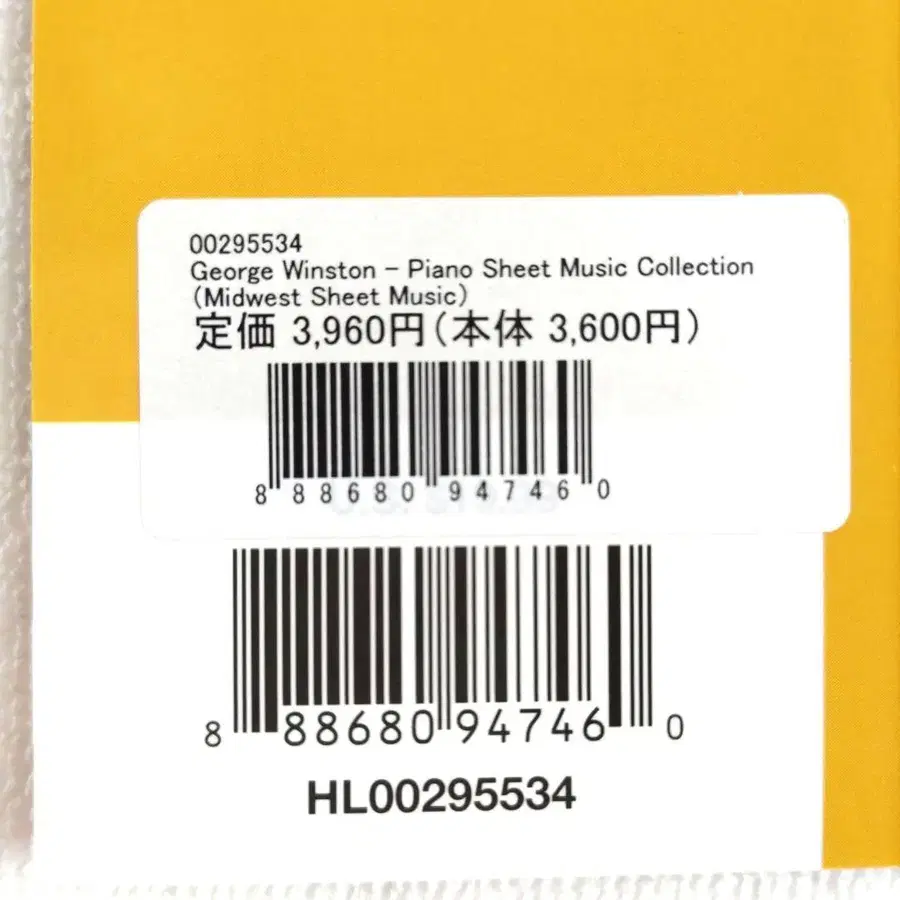 00295534
George Winston - Piano Sheet Music Collection
(Midwest Sheet Music)
定価 3,960円(本体 3,600円)
8 88680 94746 0
8 88680 94746 0
HL00295534